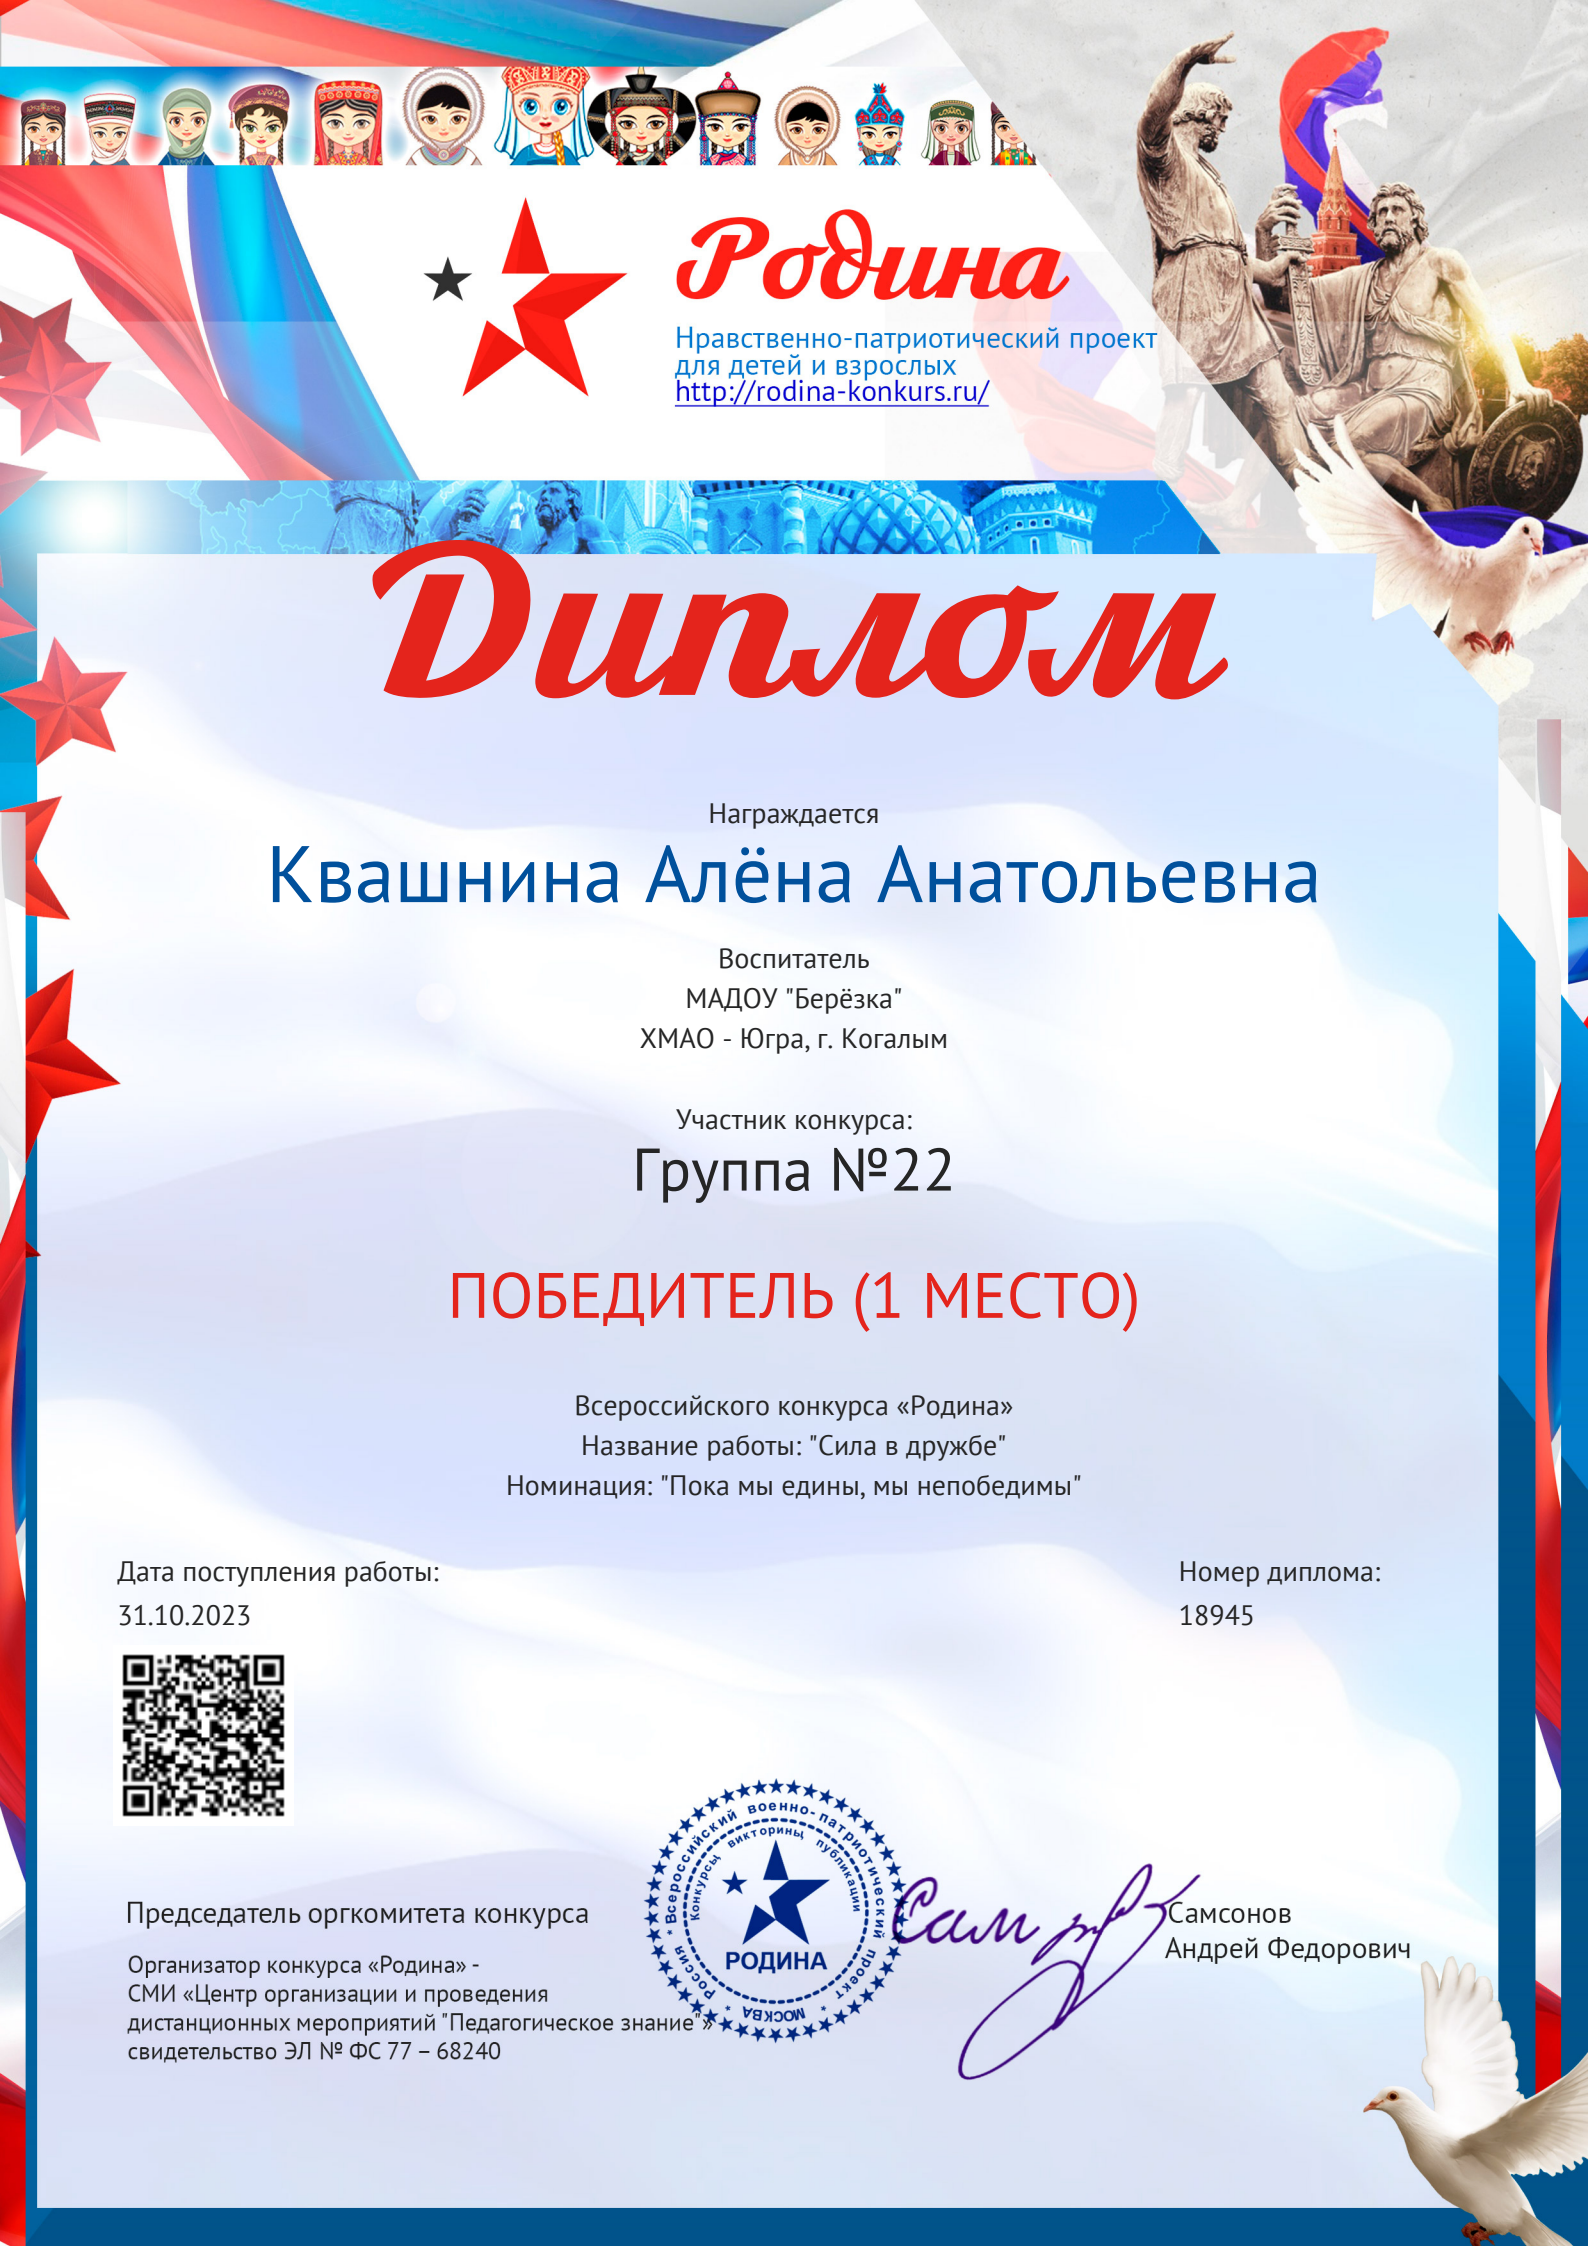 Родина
Нравственно-патриотический проект
для детей и взрослых
http://rodina-konkurs.ru/
Диплом
Награждается
Квашнина Алёна Анатольевна
Воспитатель
МАДОУ "Берёзка"
ХМАО - Югра, г. Когалым
Участник конкурса:
Группа №22
ПОБЕДИТЕЛЬ (1 МЕСТО)
Всероссийского конкурса «Родина»
Название работы: "Сила в дружбе"
Номинация: "Пока мы едины, мы непобедимы"
Дата поступления работы:
31.10.2023
Номер диплома:
18945
Председатель оргкомитета конкурса
Организатор конкурса «Родина» -
СМИ «Центр организации и проведения
дистанционных мероприятий "Педагогическое знание"»
свидетельство ЭЛ № ФС 77 – 68240
Россия * Всероссийский военно-патриотический проект *
МОСКВА
Конкурсы, викторины, публикации
РОДИНА
Самсонов
Андрей Федорович